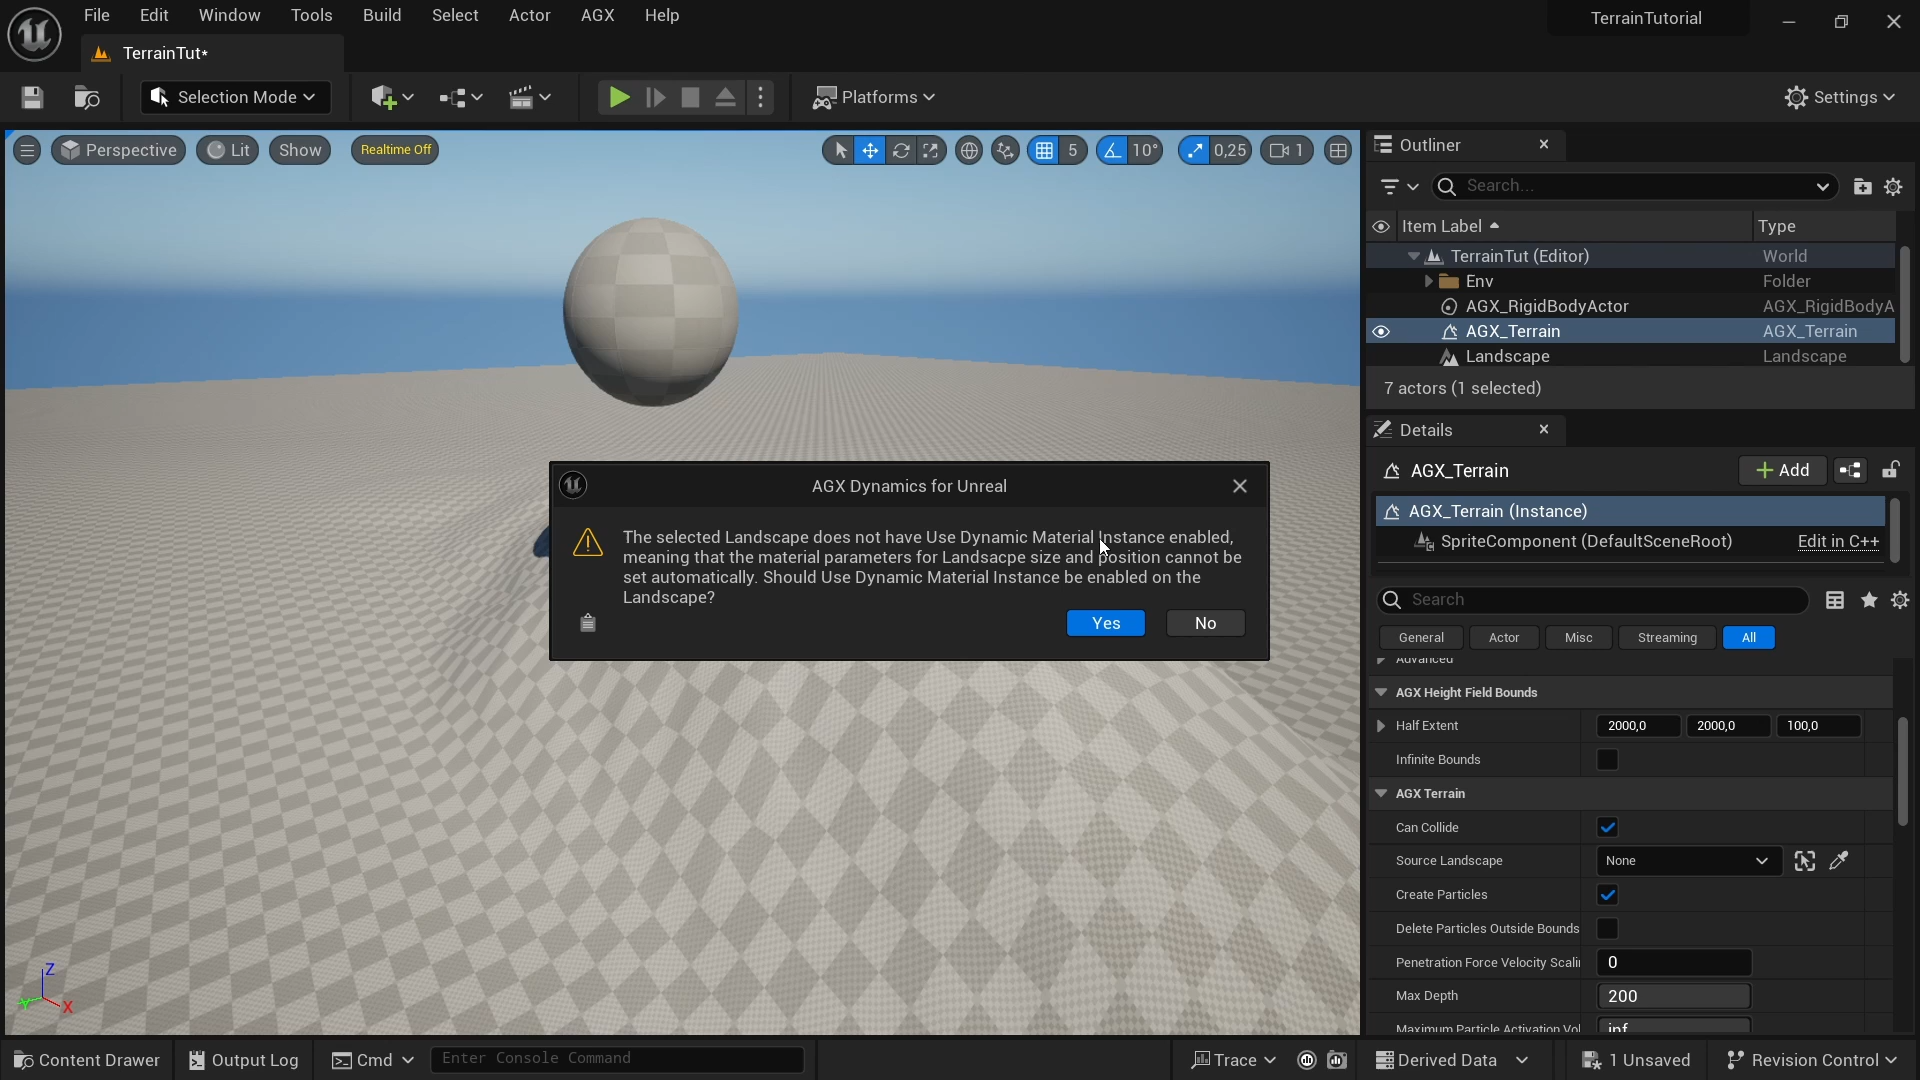 File Edit Window Tools Build Select Actor AGX Help
TerrainTutorial
TerrainTut*
Selection Mode
Platforms
Settings
Perspective Lit Show Realtime Off
5 10° 0,25 1
Outliner
Search...
Item Label Type
TerrainTut (Editor) World
Env Folder
AGX_RigidBodyActor AGX_RigidBodyA
AGX_Terrain AGX_Terrain
Landscape Landscape
7 actors (1 selected)
Details
AGX_Terrain
Add
AGX_Terrain (Instance)
SpriteComponent (DefaultSceneRoot) Edit in C++
Search
General Actor Misc Streaming All
Advanced
AGX Height Field Bounds
Half Extent 2000,0 2000,0 100,0
Infinite Bounds
AGX Terrain
Can Collide
Source Landscape None
Create Particles
Delete Particles Outside Bounds
Penetration Force Velocity Scali 0
Max Depth 200
Maximum Particle Activation Vol inf
AGX Dynamics for Unreal
The selected Landscape does not have Use Dynamic Material Instance enabled,
meaning that the material parameters for Landsacpe size and position cannot be
set automatically. Should Use Dynamic Material Instance be enabled on the
Landscape?
Yes No
Z
Y
X
Content Drawer Output Log Cmd Enter Console Command
Trace Derived Data 1 Unsaved Revision Control